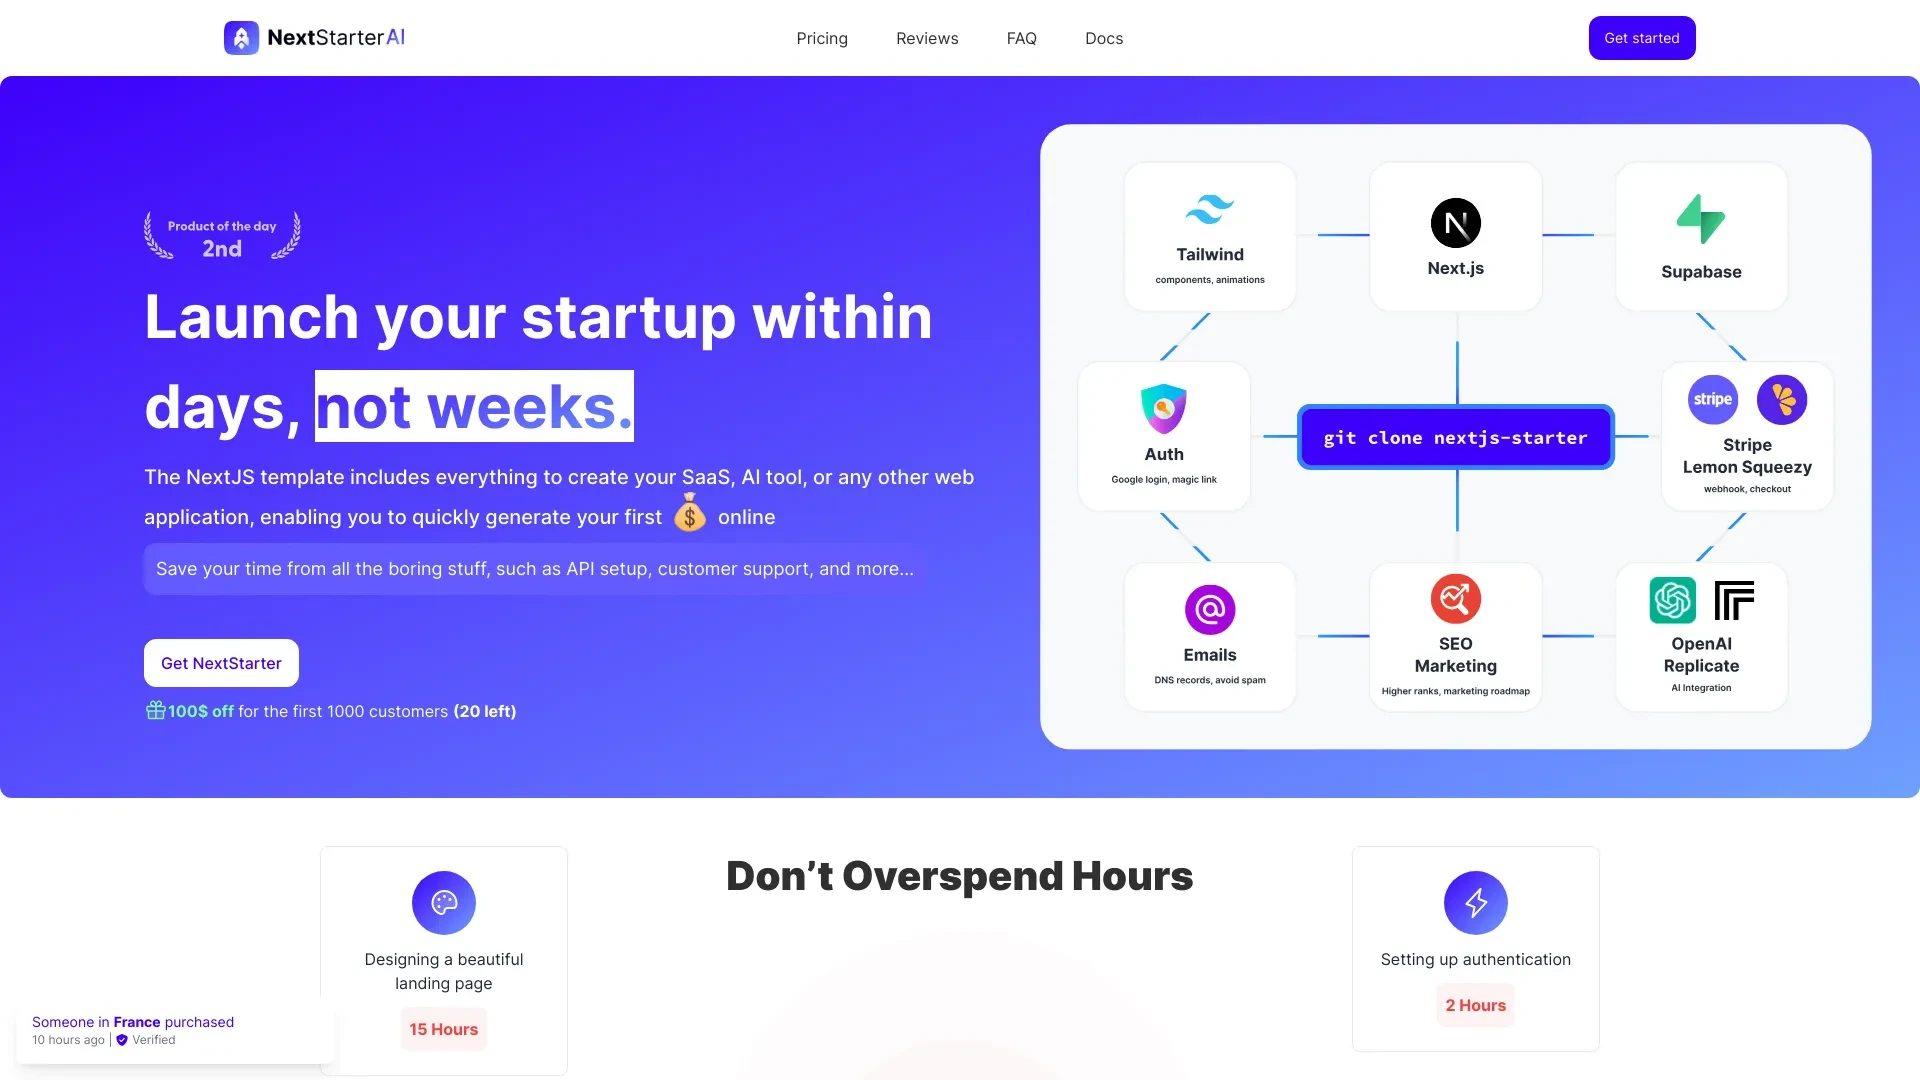 NextStarterAI
Pricing
Reviews
FAQ
Docs
Get started
Product of the day
2nd
Launch your startup within
days, not weeks.
The NextJS template includes everything to create your SaaS, AI tool, or any other web
application, enabling you to quickly generate your first 💰 online
Save your time from all the boring stuff, such as API setup, customer support, and more...
Get NextStarter
100$ off for the first 1000 customers (20 left)
Tailwind
components, animations
N
Next.js
Supabase
Auth
Google login, magic link
git clone nextjs-starter
stripe
Stripe
Lemon Squeezy
webhook, checkout
Emails
DNS records, avoid spam
SEO
Marketing
Higher ranks, marketing roadmap
OpenAI
Replicate
AI Integration
Don’t Overspend Hours
Designing a beautiful
landing page
15 Hours
Setting up authentication
2 Hours
Someone in France purchased
10 hours ago | Verified